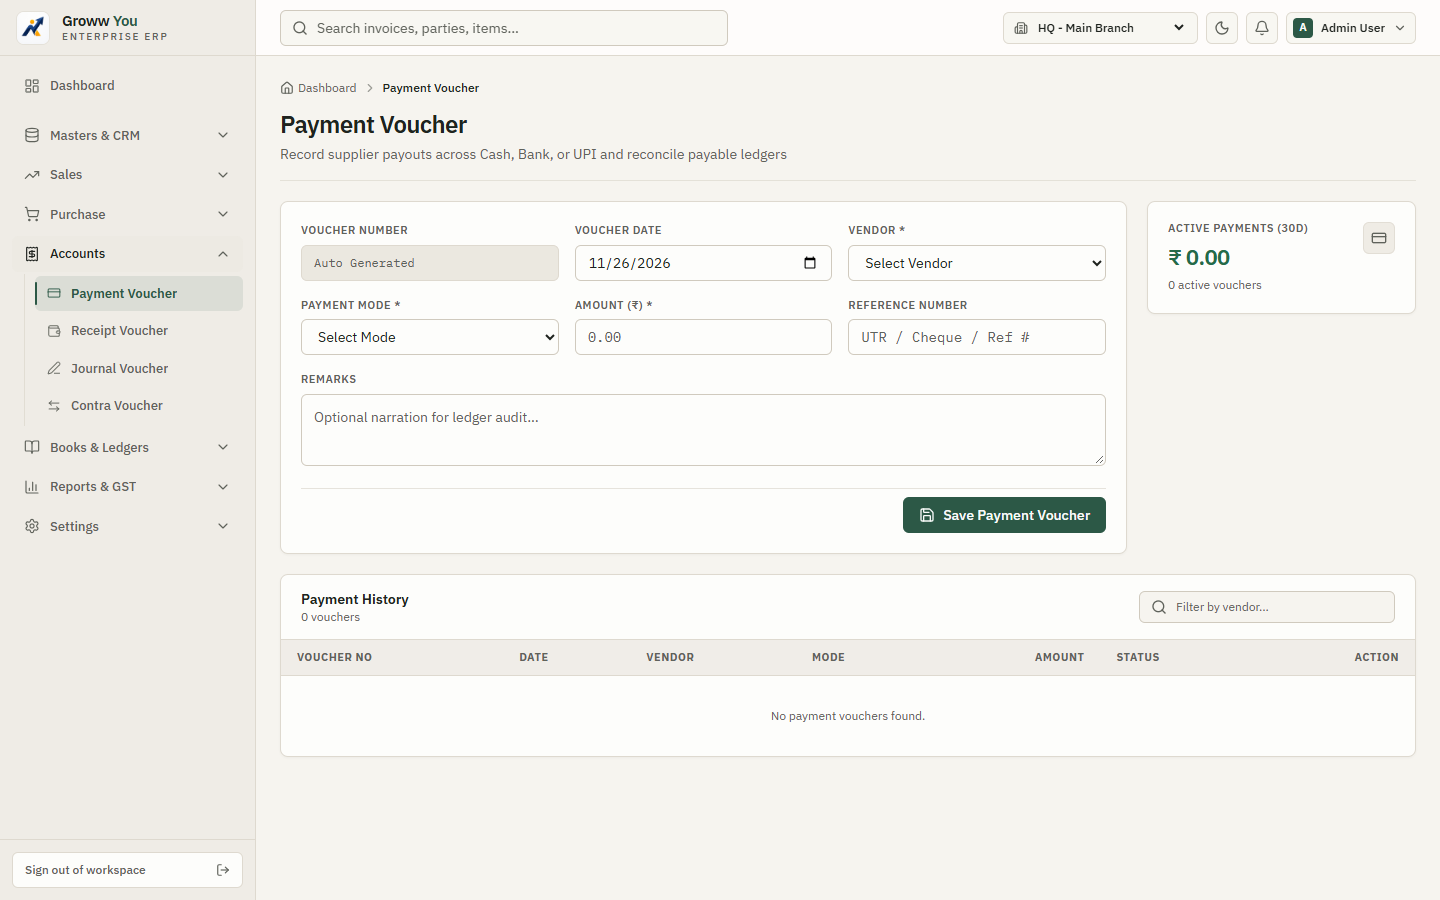 Groww You
ENTERPRISE ERP
Search invoices, parties, items...
HQ - Main Branch
A
Admin User
Dashboard
Masters & CRM
Sales
Purchase
Accounts
Payment Voucher
Receipt Voucher
Journal Voucher
Contra Voucher
Books & Ledgers
Reports & GST
Settings
Sign out of workspace
Dashboard > Payment Voucher
Payment Voucher
Record supplier payouts across Cash, Bank, or UPI and reconcile payable ledgers
VOUCHER NUMBER
Auto Generated
VOUCHER DATE
11/26/2026
VENDOR *
Select Vendor
PAYMENT MODE *
Select Mode
AMOUNT (₹) *
0.00
REFERENCE NUMBER
UTR / Cheque / Ref #
REMARKS
Optional narration for ledger audit...
Save Payment Voucher
ACTIVE PAYMENTS (30D)
₹ 0.00
0 active vouchers
Payment History
0 vouchers
Filter by vendor...
VOUCHER NO DATE VENDOR MODE AMOUNT STATUS ACTION
No payment vouchers found.